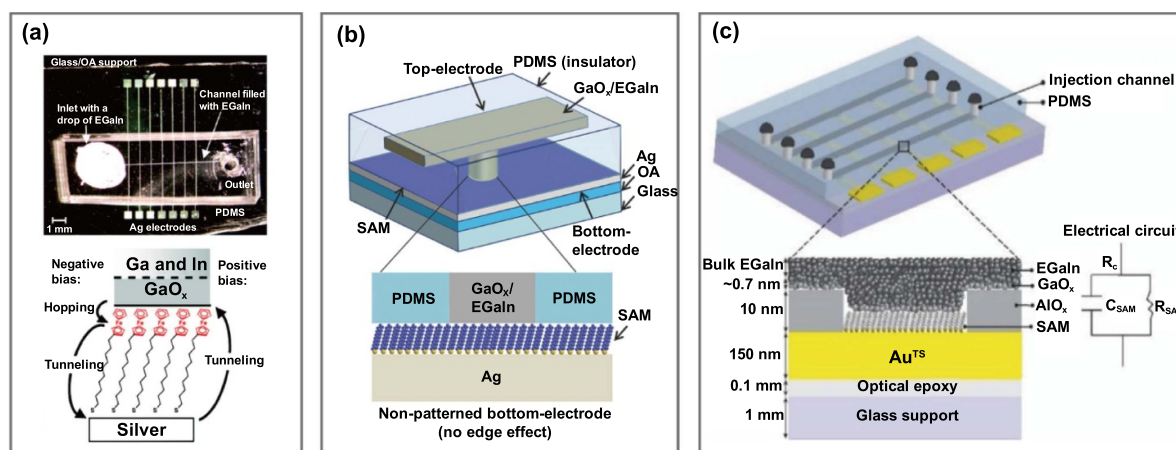 (a)
Glass/OA support
Inlet with a
drop of EGaIn
Channel filled
with EGaIn
Outlet
PDMS
1 mm
Ag electrodes
Negative
bias:
Ga and In
Positive
bias:
GaOx
Hopping
Tunneling
Tunneling
Silver
(b)
Top-electrode
PDMS (insulator)
GaOx/EGaIn
Ag
OA
Glass
SAM
Bottom-
electrode
PDMS
GaOx/
EGaIn
PDMS
SAM
Ag
Non-patterned bottom-electrode
(no edge effect)
(c)
Injection channel
PDMS
Electrical circuit
Bulk EGaIn
~0.7 nm
10 nm
150 nm
0.1 mm
1 mm
EGaIn
GaOx
AlOx
SAM
AuTS
Optical epoxy
Glass support
Rc
CSAM
RSA